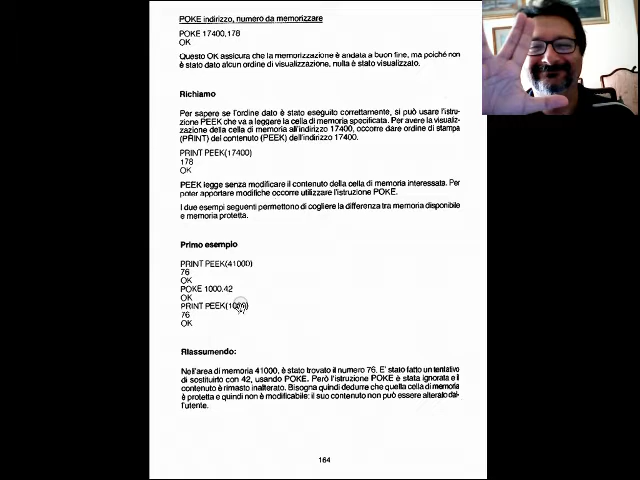 POKE indirizzo, numero da memorizzare
POKE 17400,178
OK
Questo OK assicura che la memorizzazione è andata a buon fine, ma poiché non
è stato dato alcun ordine di visualizzazione, nulla è stato visualizzato.
Richiamo
Per sapere se l'ordine dato è stato eseguito correttamente, si può usare l'istru-
zione PEEK che va a leggere la cella di memoria specificata. Per avere la visualiz-
zazione della cella di memoria all'indirizzo 17400, occorre dare ordine di stampa
(PRINT) del contenuto (PEEK) dell'indirizzo 17400.
PRINT PEEK(17400)
178
OK
PEEK legge senza modificare il contenuto della cella di memoria interessata. Per
poter apportare modifiche occorre utilizzare l'istruzione POKE.
I due esempi seguenti permettono di cogliere la differenza tra memoria disponibile
e memoria protetta.
Primo esempio
PRINT PEEK(41000)
76
OK
POKE 1000,42
OK
PRINT
76
OK
Riassumendo:
Nell'area di memoria 41000, è stato trovato il numero 76. E' stato fatto un tentativo
di sostituirlo con 42, usando POKE. Però l'istruzione POKE è stata ignorata e il
contenuto è rimasto inalterato. Bisogna quindi dedurre che quella cella di memoria
è protetta e quindi non è modificabile: il suo contenuto non può essere alterato dal-
l'utente.
164